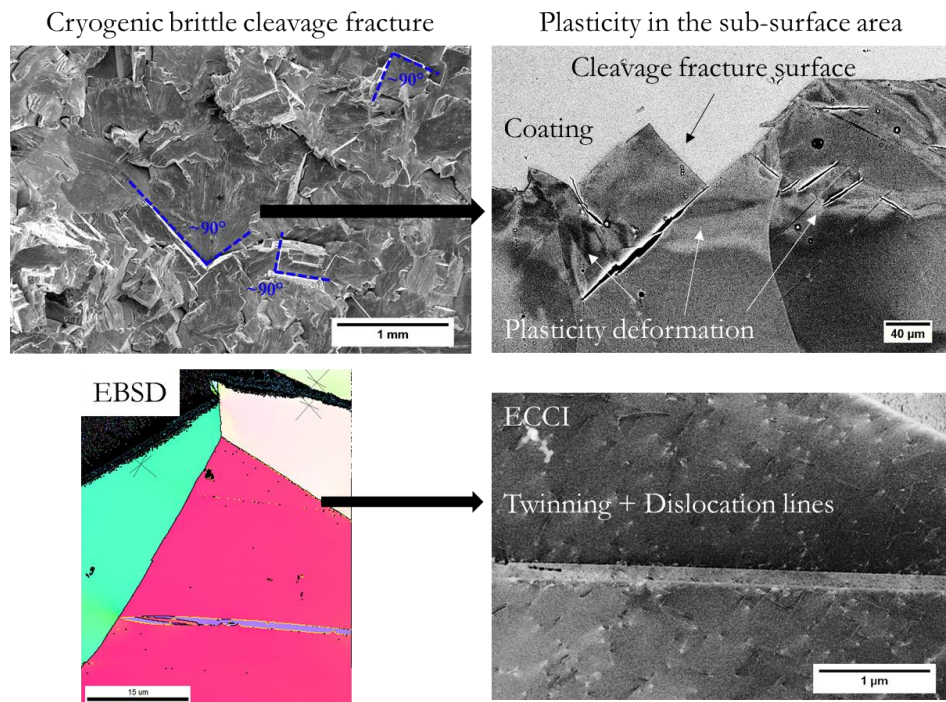 Cryogenic brittle cleavage fracture
Plasticity in the sub-surface area
~90°
~90°
~90°
1 mm
Cleavage fracture surface
Coating
Plasticity deformation
40 µm
EBSD
15 um
ECCI
Twinning + Dislocation lines
1 µm